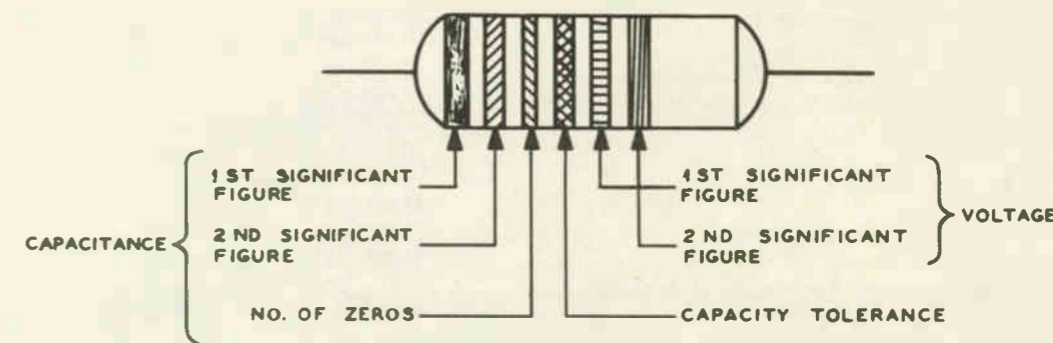 1 ST SIGNIFICANT
FIGURE
2 ND SIGNIFICANT
FIGURE
NO. OF ZEROS
CAPACITANCE
1 ST SIGNIFICANT
FIGURE
2 ND SIGNIFICANT
FIGURE
CAPACITY TOLERANCE
VOLTAGE